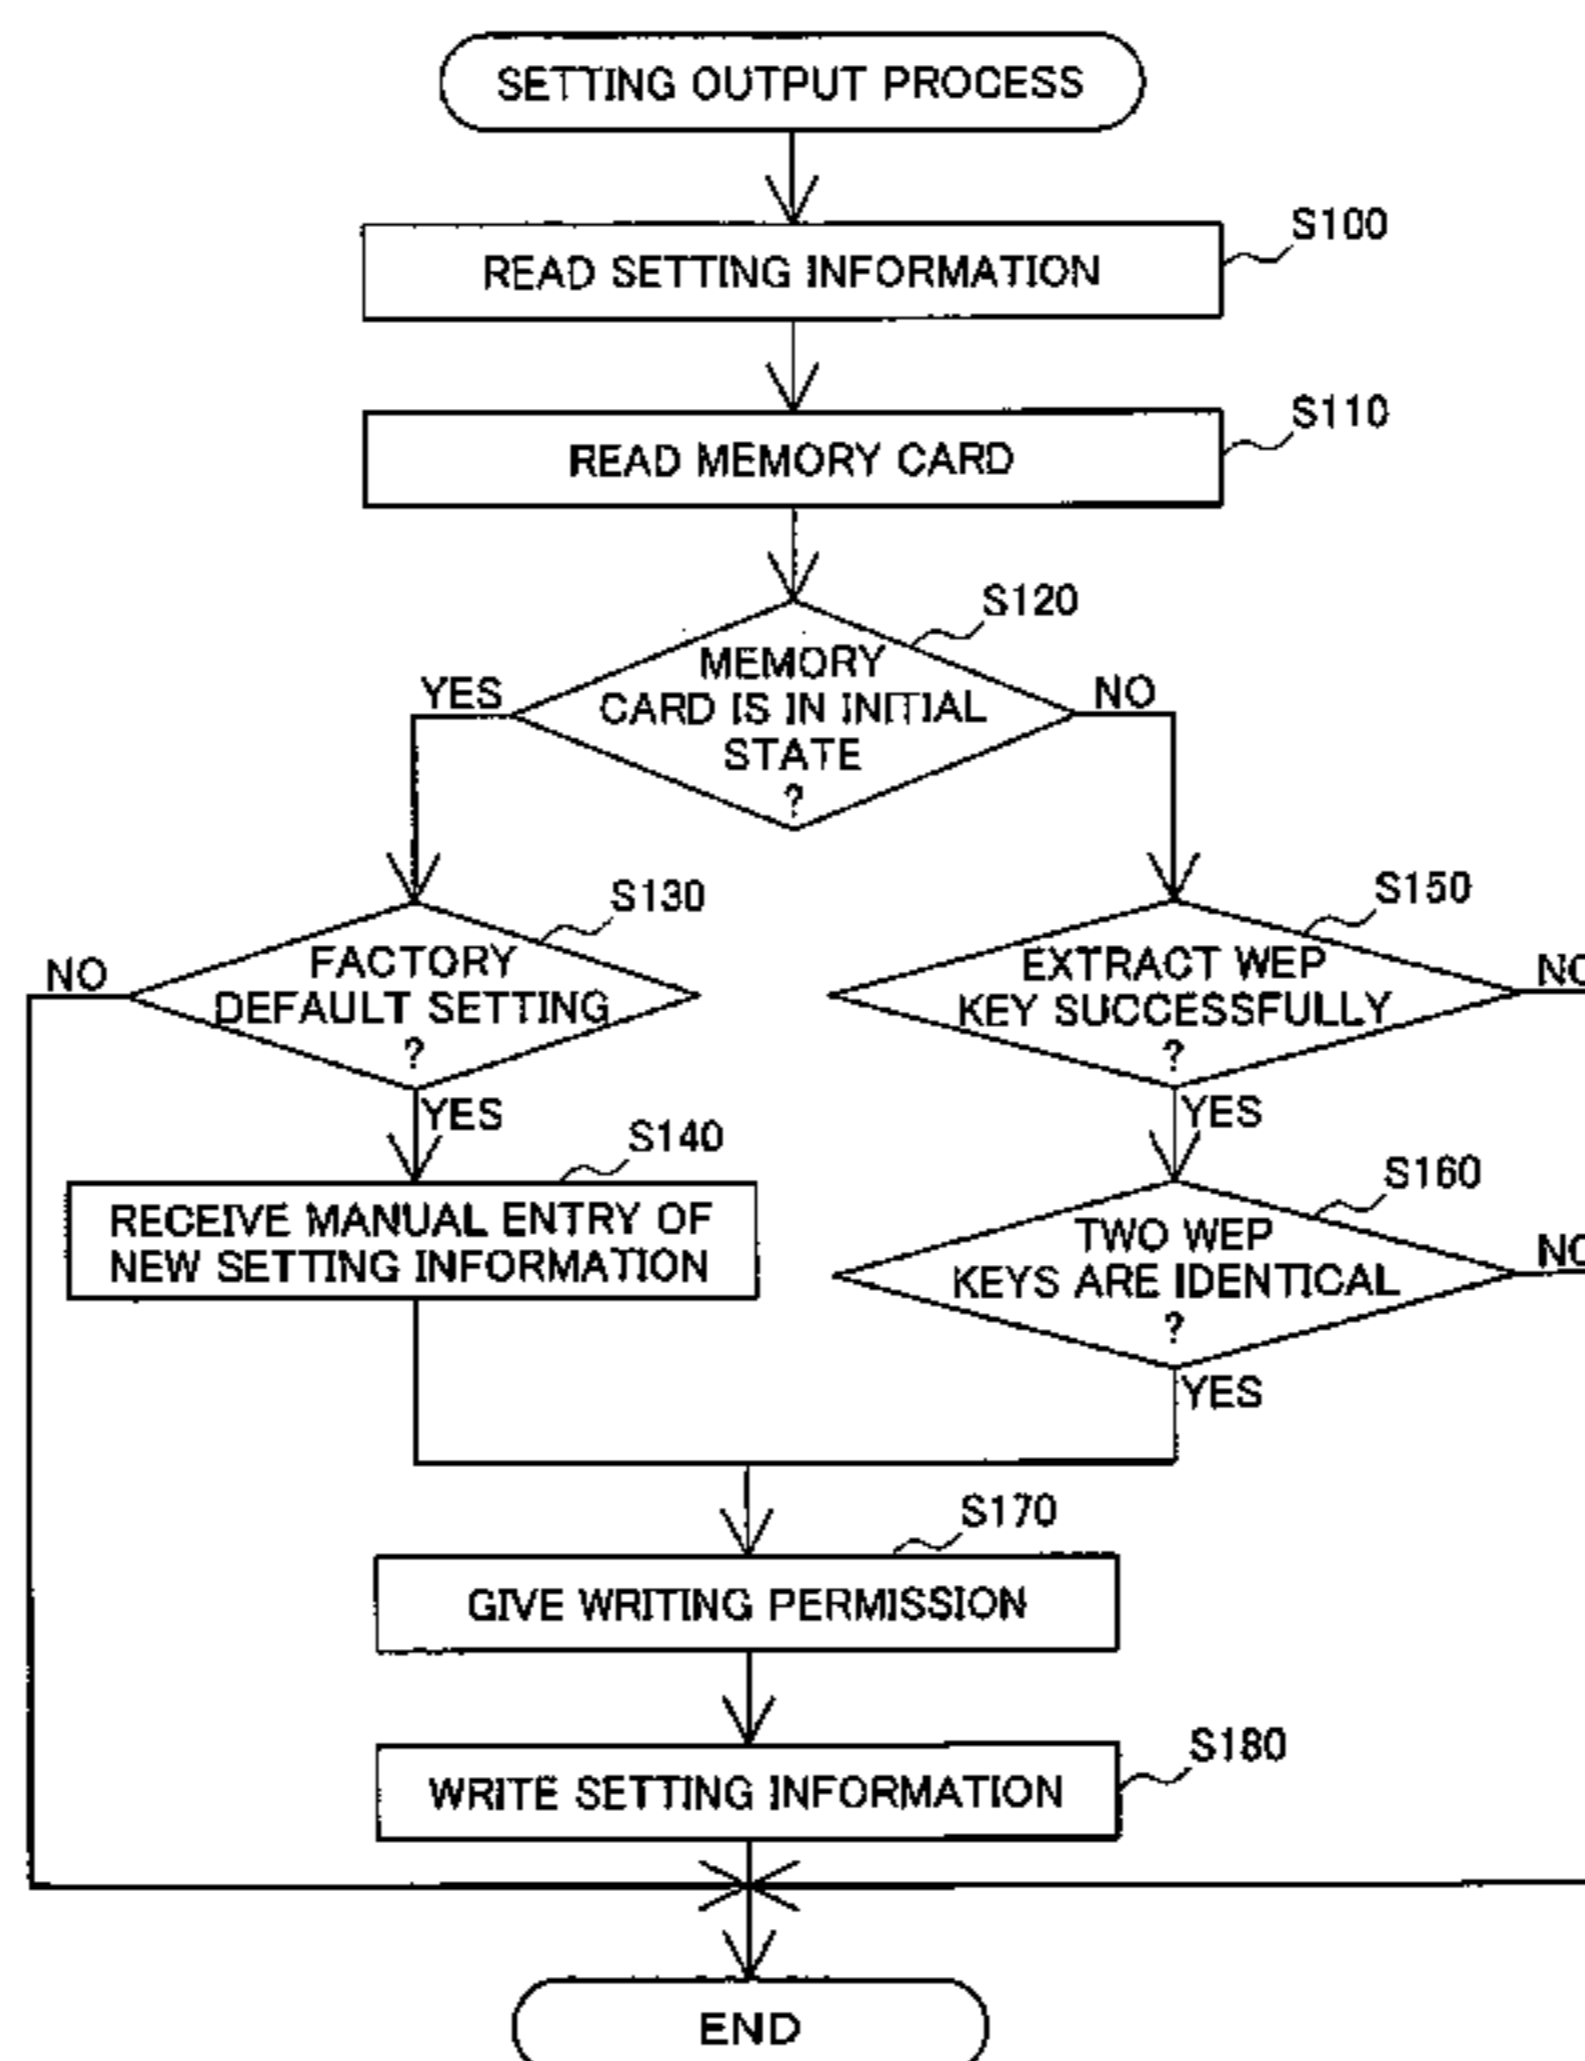 SETTING OUTPUT PROCESS
S100
READ SETTING INFORMATION
S110
READ MEMORY CARD
S120
MEMORY
CARD IS IN INITIAL
STATE
?
YES
NO
S130
FACTORY
DEFAULT SETTING
?
NO
YES
S150
EXTRACT WEP
KEY SUCCESSFULLY
?
NO
YES
S140
RECEIVE MANUAL ENTRY OF
NEW SETTING INFORMATION
S160
TWO WEP
KEYS ARE IDENTICAL
?
NO
YES
S170
GIVE WRITING PERMISSION
S180
WRITE SETTING INFORMATION
END